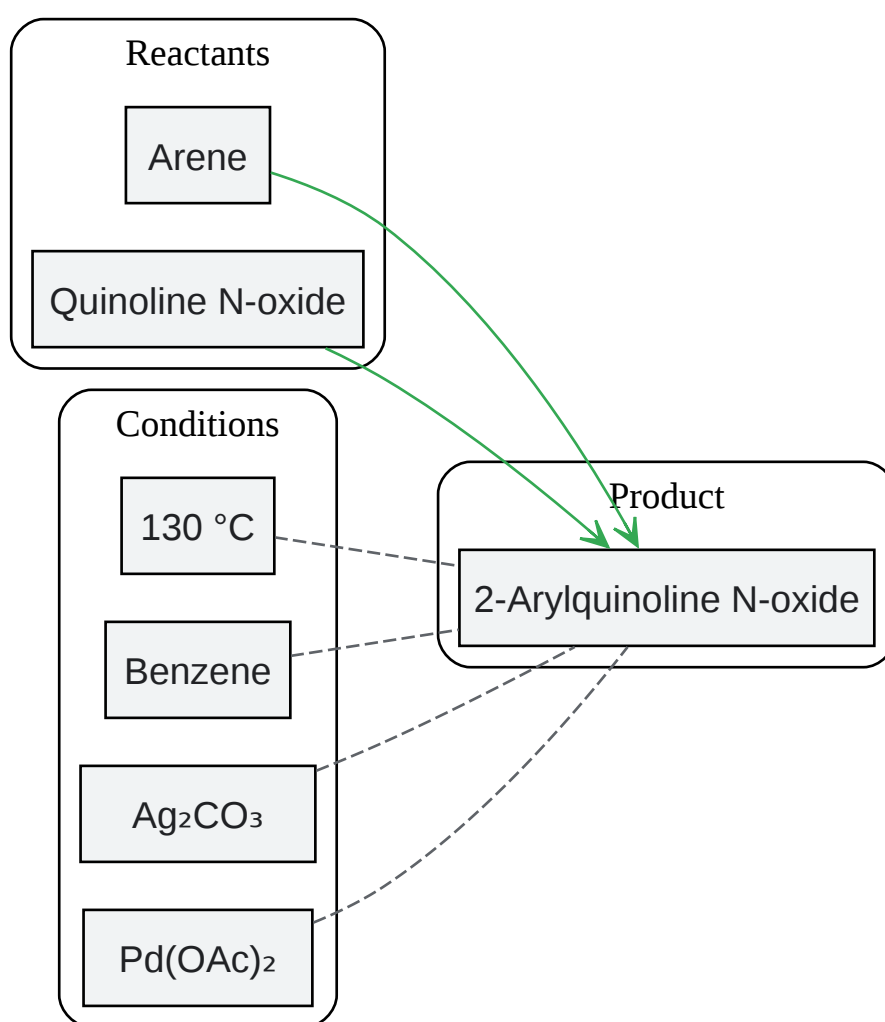 Reactants
Arene
Quinoline N-oxide
Conditions
130 °C
Benzene
Ag₂CO₃
Pd(OAc)₂
Product
2-Arylquinoline N-oxide